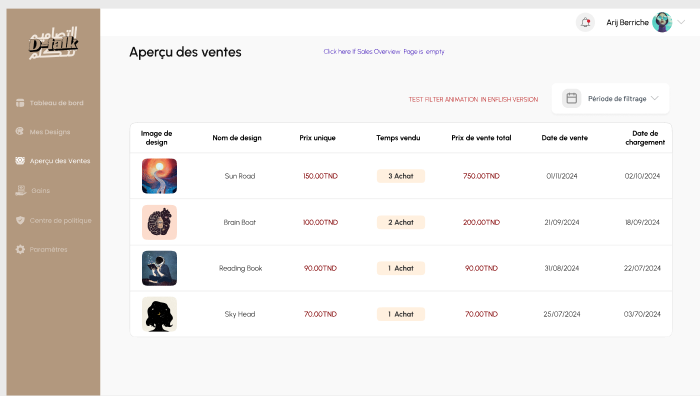 التصاميم
D-talk
تتكلم
Arij Berriche
Aperçu des ventes
Click here If Sales Overview Page is empty
TEST FILTER ANIMATION IN ENFLISH VERSION
Période de filtrage
Tableau de bord
Mes Designs
Aperçu des Ventes
Gains
Centre de politique
Paramètres
Image de design
Nom de design
Prix unique
Temps vendu
Prix de vente total
Date de vente
Date de chargement
Sun Road
150,00TND
3 Achat
750,00TND
01/11/2024
02/10/2024
Brain Boat
100,00TND
2 Achat
200,00TND
21/09/2024
18/09/2024
Reading Book
90,00TND
1 Achat
90,00TND
31/08/2024
22/07/2024
Sky Head
70,00TND
1 Achat
70,00TND
25/07/2024
03/70/2024